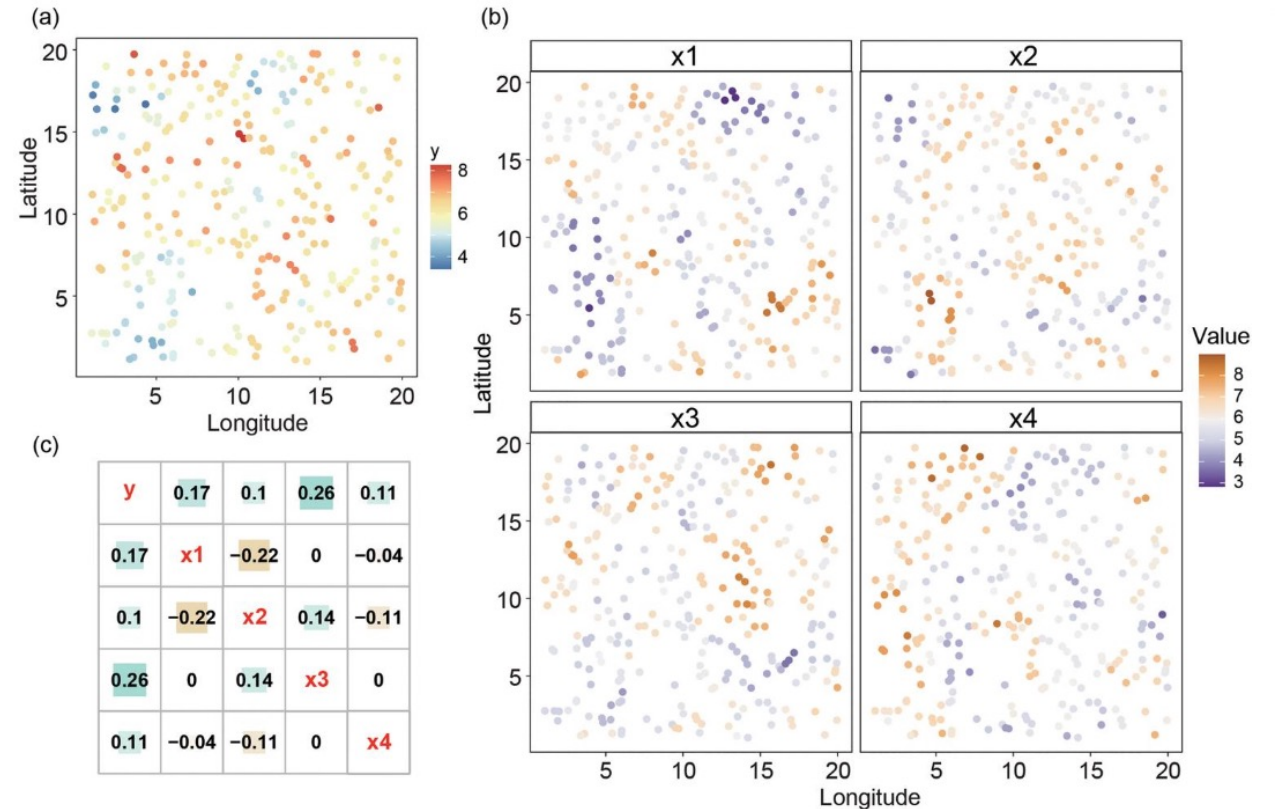 (a)
20
15
10
5
Latitude
5 10 15 20
Longitude
y
8
6
4
(b)
x1 x2
20
15
10
5
Latitude
x3 x4
20
15
10
5
5 10 15 20 5 10 15 20
Longitude
Value
8
7
6
5
4
3
(c)
y 0.17 0.1 0.26 0.11
0.17 x1 −0.22 0 −0.04
0.1 −0.22 x2 0.14 −0.11
0.26 0 0.14 x3 0
0.11 −0.04 −0.11 0 x4